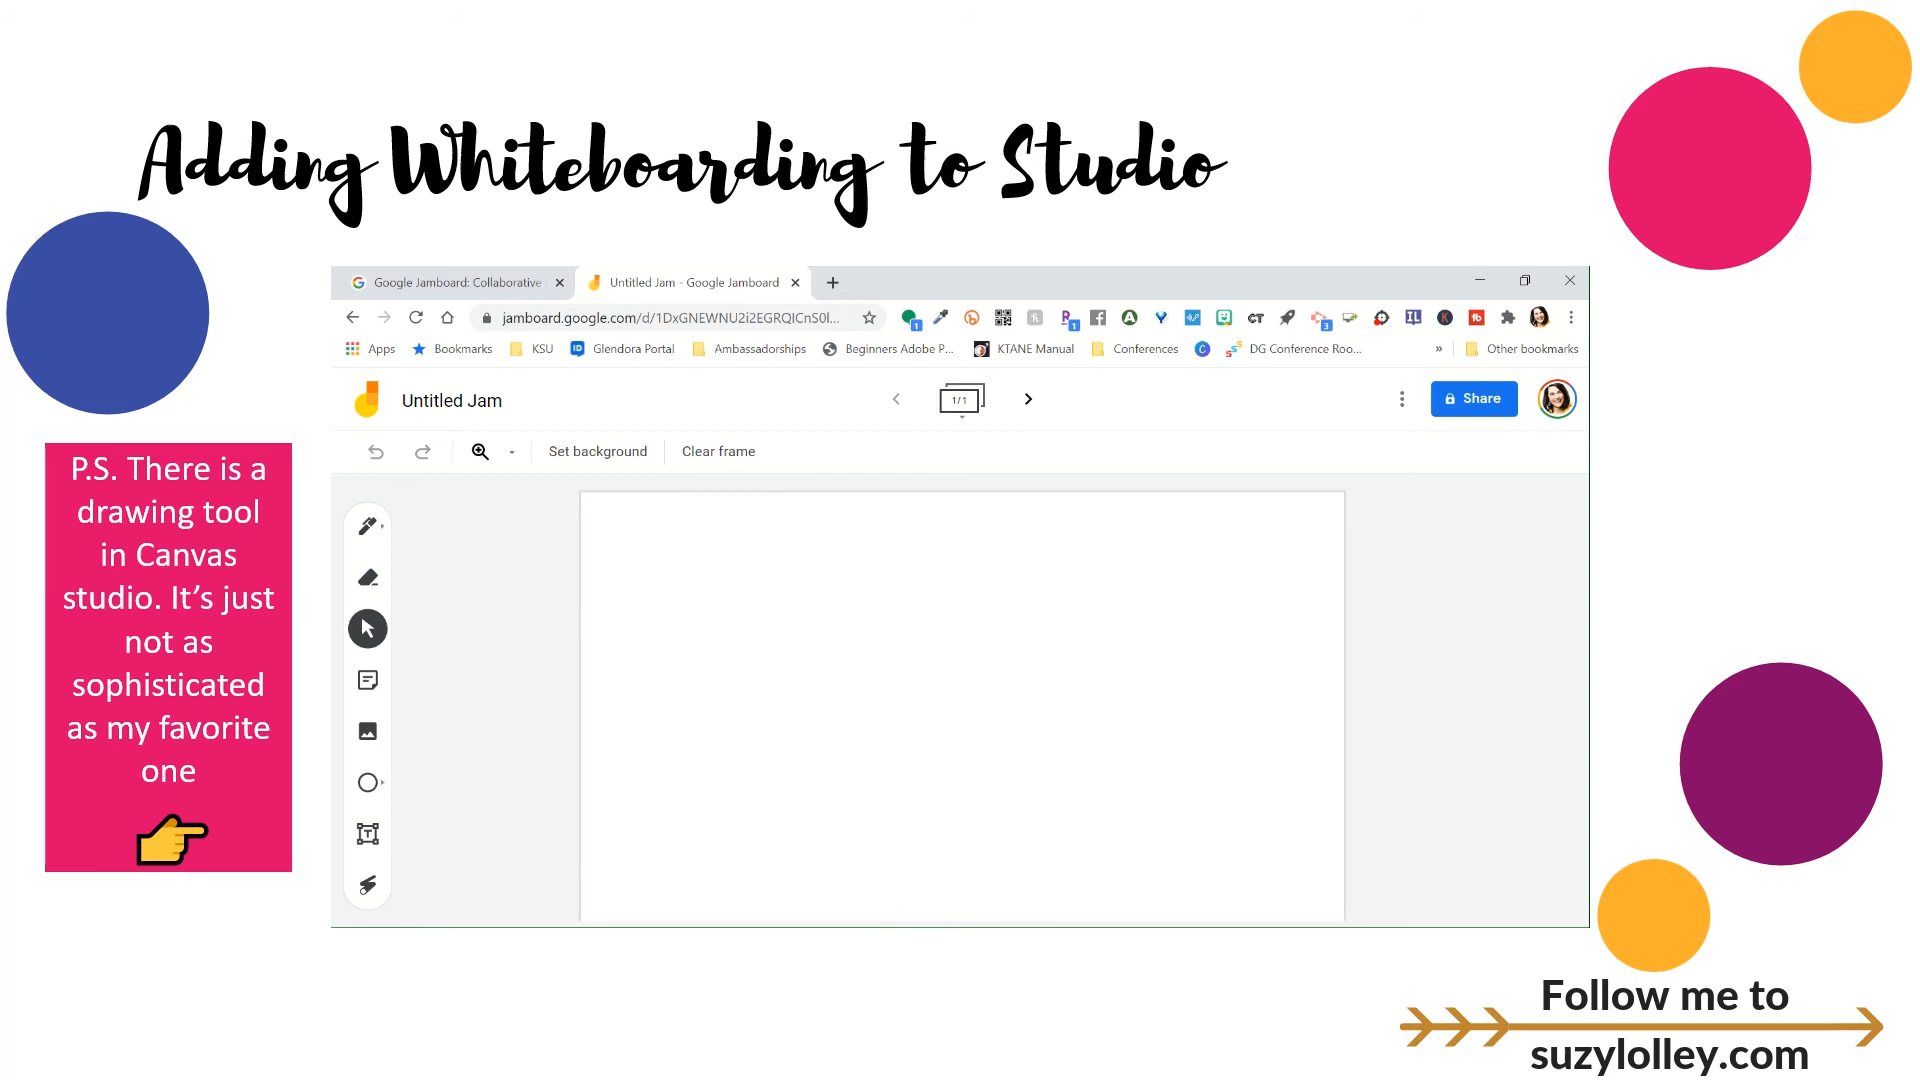 Adding Whiteboarding to Studio
Google Jamboard: Collaborative
Untitled Jam - Google Jamboard
jamboard.google.com/d/1DxGNEWNU2i2EGRQICnS0l...
Apps Bookmarks KSU Glendora Portal Ambassadorships Beginners Adobe P... KTANE Manual Conferences DG Conference Roo... » Other bookmarks
Untitled Jam
1/1
Share
Set background Clear frame
P.S. There is a
drawing tool
in Canvas
studio. It’s just
not as
sophisticated
as my favorite
one
Follow me to
suzylolley.com